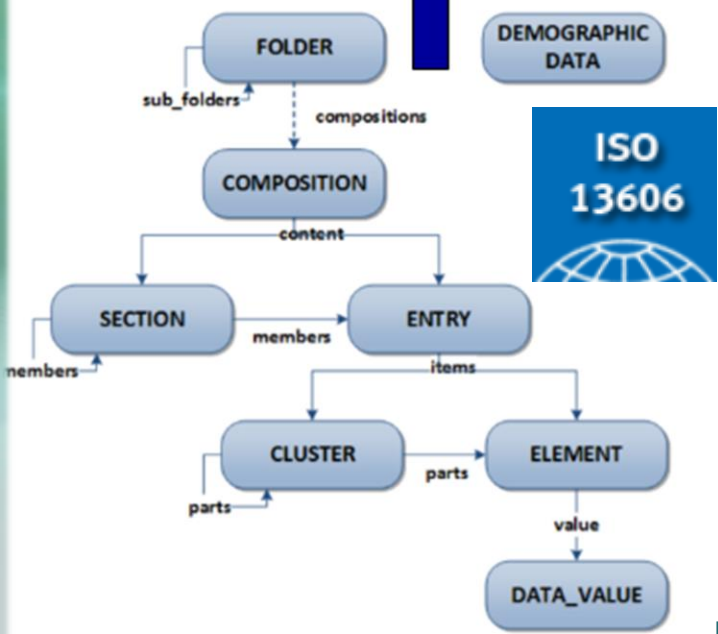 FOLDER
DEMOGRAPHIC
DATA
sub_folders
compositions
ISO
13606
COMPOSITION
content
SECTION
members
ENTRY
members
items
CLUSTER
parts
ELEMENT
parts
value
DATA_VALUE